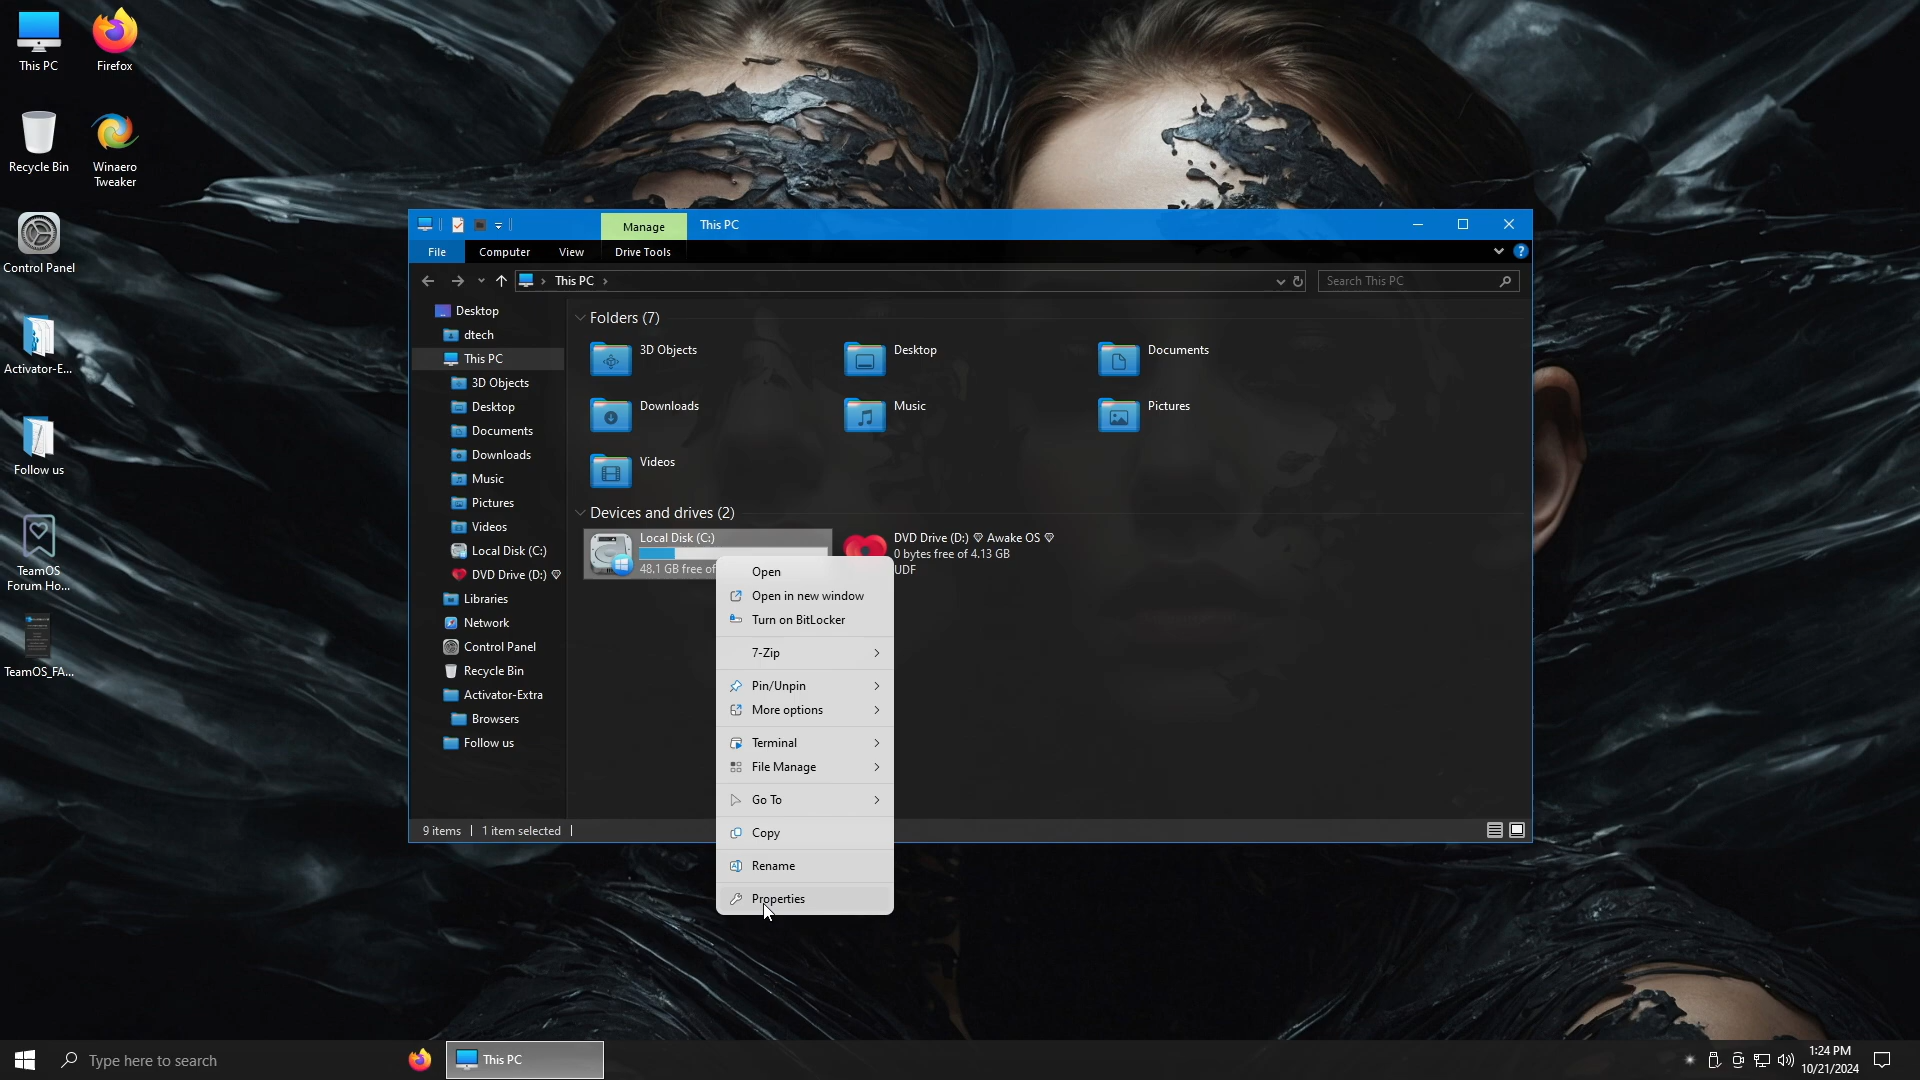 This PC
Firefox
Recycle Bin
Winaero
Tweaker
Control Panel
Activator-E...
Follow us
TeamOS
Forum Ho...
TeamOS_FA...
Manage
This PC
File
Computer
View
Drive Tools
This PC
Search This PC
Desktop
dtech
This PC
3D Objects
Desktop
Documents
Downloads
Music
Pictures
Videos
Local Disk (C:)
DVD Drive (D:)
Libraries
Network
Control Panel
Recycle Bin
Activator-Extra
Browsers
Follow us
Folders (7)
3D Objects
Desktop
Documents
Downloads
Music
Pictures
Videos
Devices and drives (2)
Local Disk (C:)
48.1 GB free of
DVD Drive (D:) Awake OS
0 bytes free of 4.13 GB
UDF
Open
Open in new window
Turn on BitLocker
7-Zip
Pin/Unpin
More options
Terminal
File Manage
Go To
Copy
Rename
Properties
9 items
1 item selected
Type here to search
This PC
1:24 PM
10/21/2024